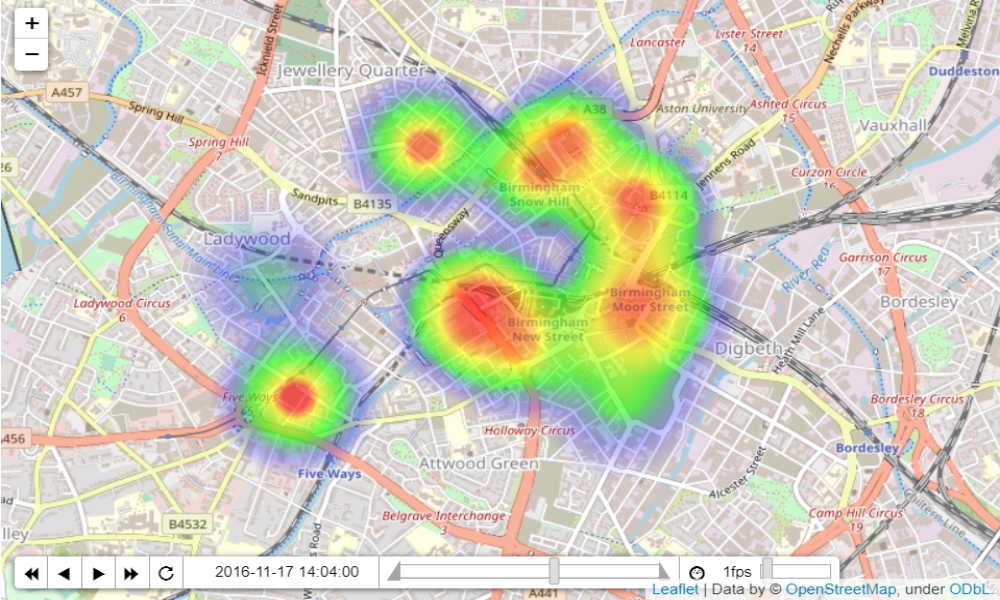 +
−
Lancaster
Lister Street
14
Nechells Parkway
Icknield Street
Jewellery Quarter
Duddeston
A457
Spring Hill
A38
Aston University
Ashted Circus
15
Vauxhall
Spring Hill
7
26
Jennens Road
Curzon Circle
16
Sandpits
B4135
Birmingham
Snow Hill
B4114
Queensway
Ladywood
River Rea
Garrison Circus
17
Ladywood Circus
6
Birmingham
Moor Street
Bordesley
Birmingham
New Street
Digbeth
Heath Mill Lane
Five Ways
Bordesley Circus
18
A456
Holloway Circus
Bordesley
Attwood Green
Five Ways
Alcester Street
B4532
Belgrave Interchange
3
Camp Hill Circus
19
lley
Road
2016-11-17 14:04:00
1fps
A441
Leaflet | Data by © OpenStreetMap, under ODbL.